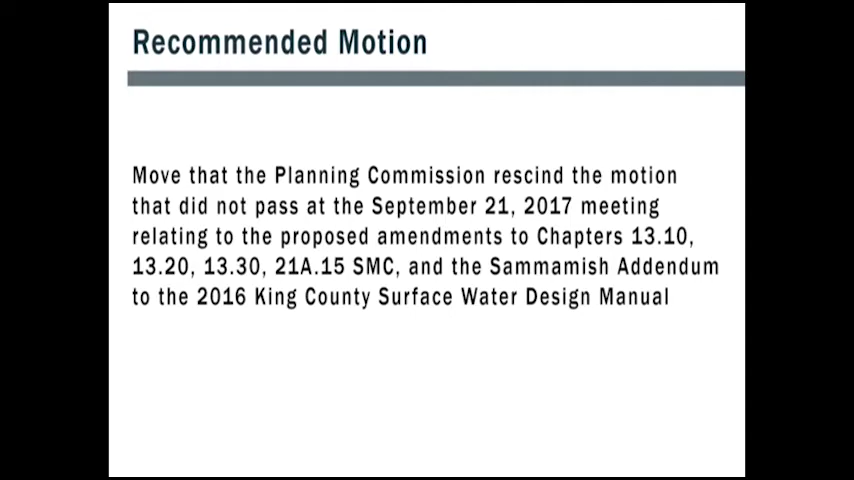 Recommended Motion
Move that the Planning Commission rescind the motion
that did not pass at the September 21, 2017 meeting
relating to the proposed amendments to Chapters 13.10,
13.20, 13.30, 21A.15 SMC, and the Sammamish Addendum
to the 2016 King County Surface Water Design Manual